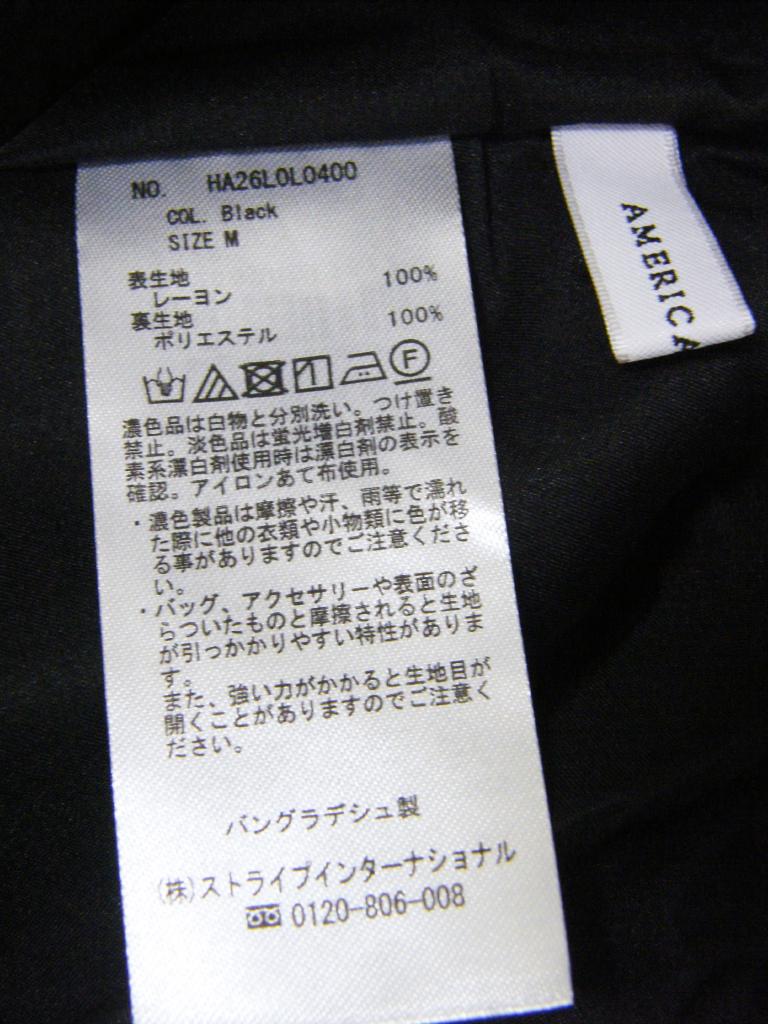 NO. HA26L0L0400
COL. Black
SIZE M
表生地 100%
レーヨン
裏生地 100%
ポリエステル
F
濃色品は白物と分別洗い。つけ置き
禁止。淡色品は蛍光増白剤禁止。酸
素系漂白剤使用時は漂白剤の表示を
確認。アイロンあて布使用。
・濃色製品は摩擦や汗、雨等で濡れ
た際に他の衣類や小物類に色が移
る事がありますのでご注意くださ
い。
・バッグ、アクセサリーや表面のざ
らついたものと摩擦されると生地
が引っかかりやすい特性がありま
す。
また、強い力がかかると生地目が
開くことがありますのでご注意く
ださい。
バングラデシュ製
(株)ストライプインターナショナル
0120-806-008
AMERICA